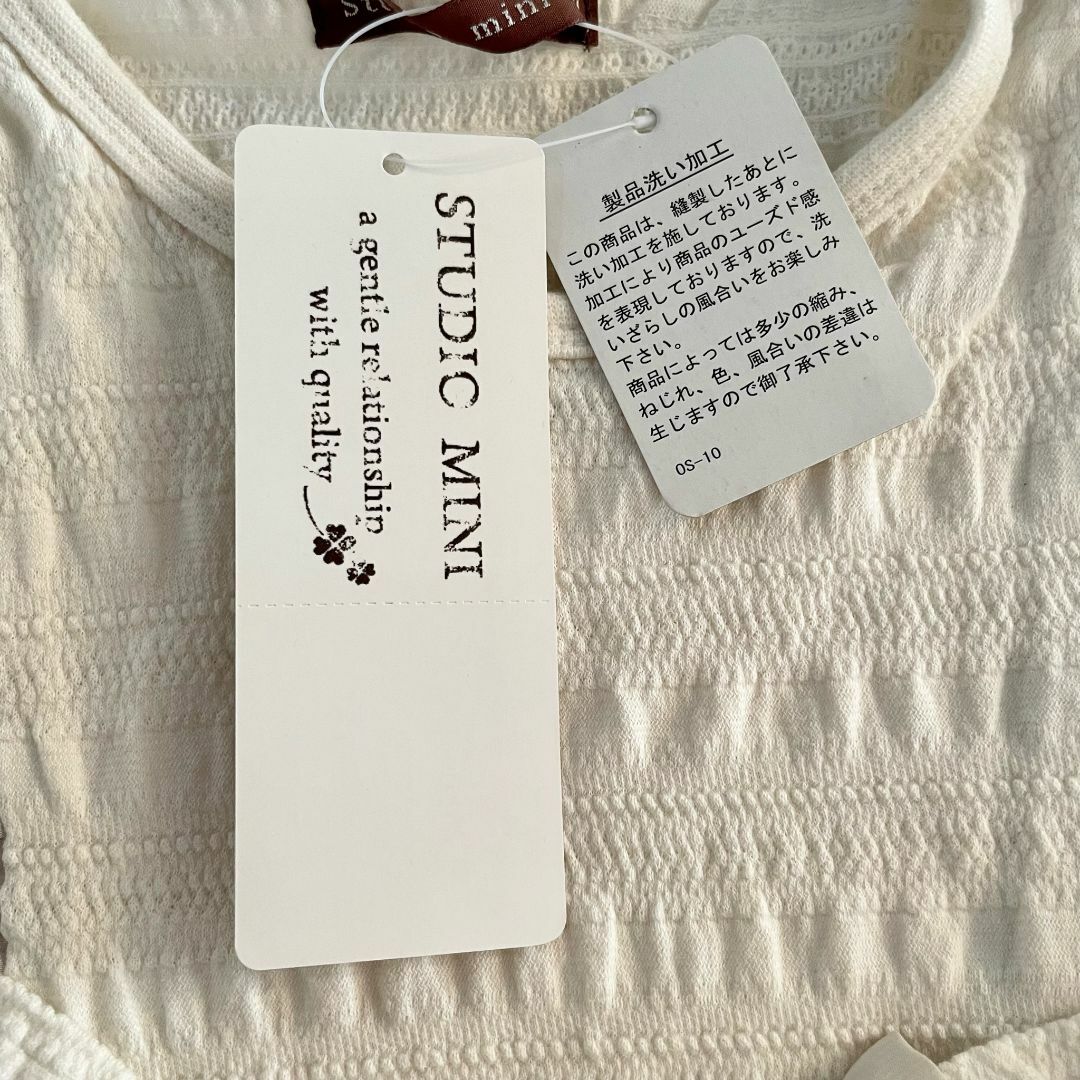 mini
STUDIO MINI
a gentle relationship
with quality
製品洗い加工
この商品は、縫製したあとに
洗い加工を施しております。
加工により商品のユーズド感
を表現しておりますので、洗
いざらしの風合いをお楽しみ
下さい。
商品によっては多少の縮み、
ねじれ、色、風合いの差違は
生じますので御了承下さい。
OS-10